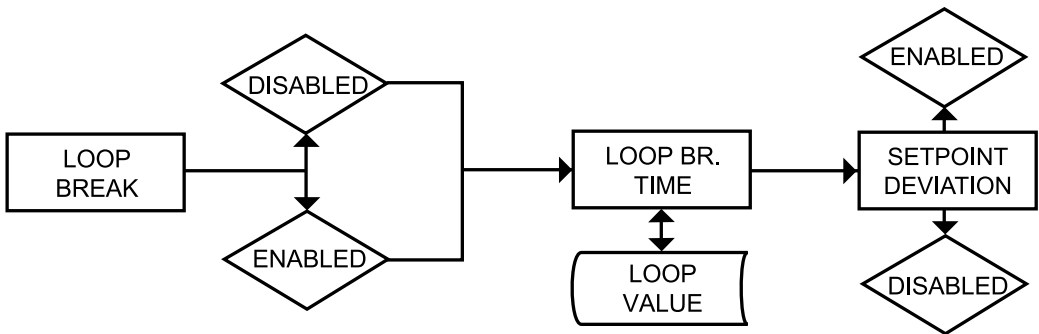 LOOP
BREAK
DISABLED
ENABLED
LOOP BR.
TIME
LOOP
VALUE
ENABLED
SETPOINT
DEVIATION
DISABLED